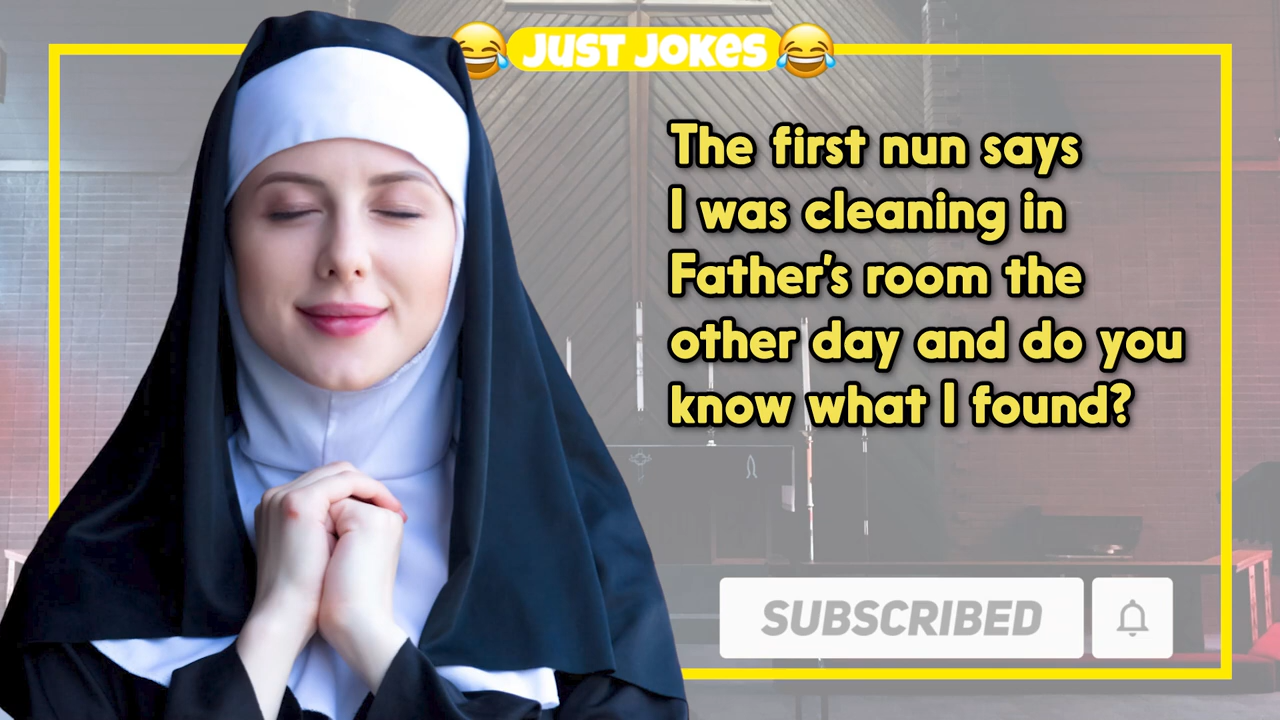 JUST JOKES
The first nun says
I was cleaning in
Father's room the
other day and do you
know what I found?
SUBSCRIBED